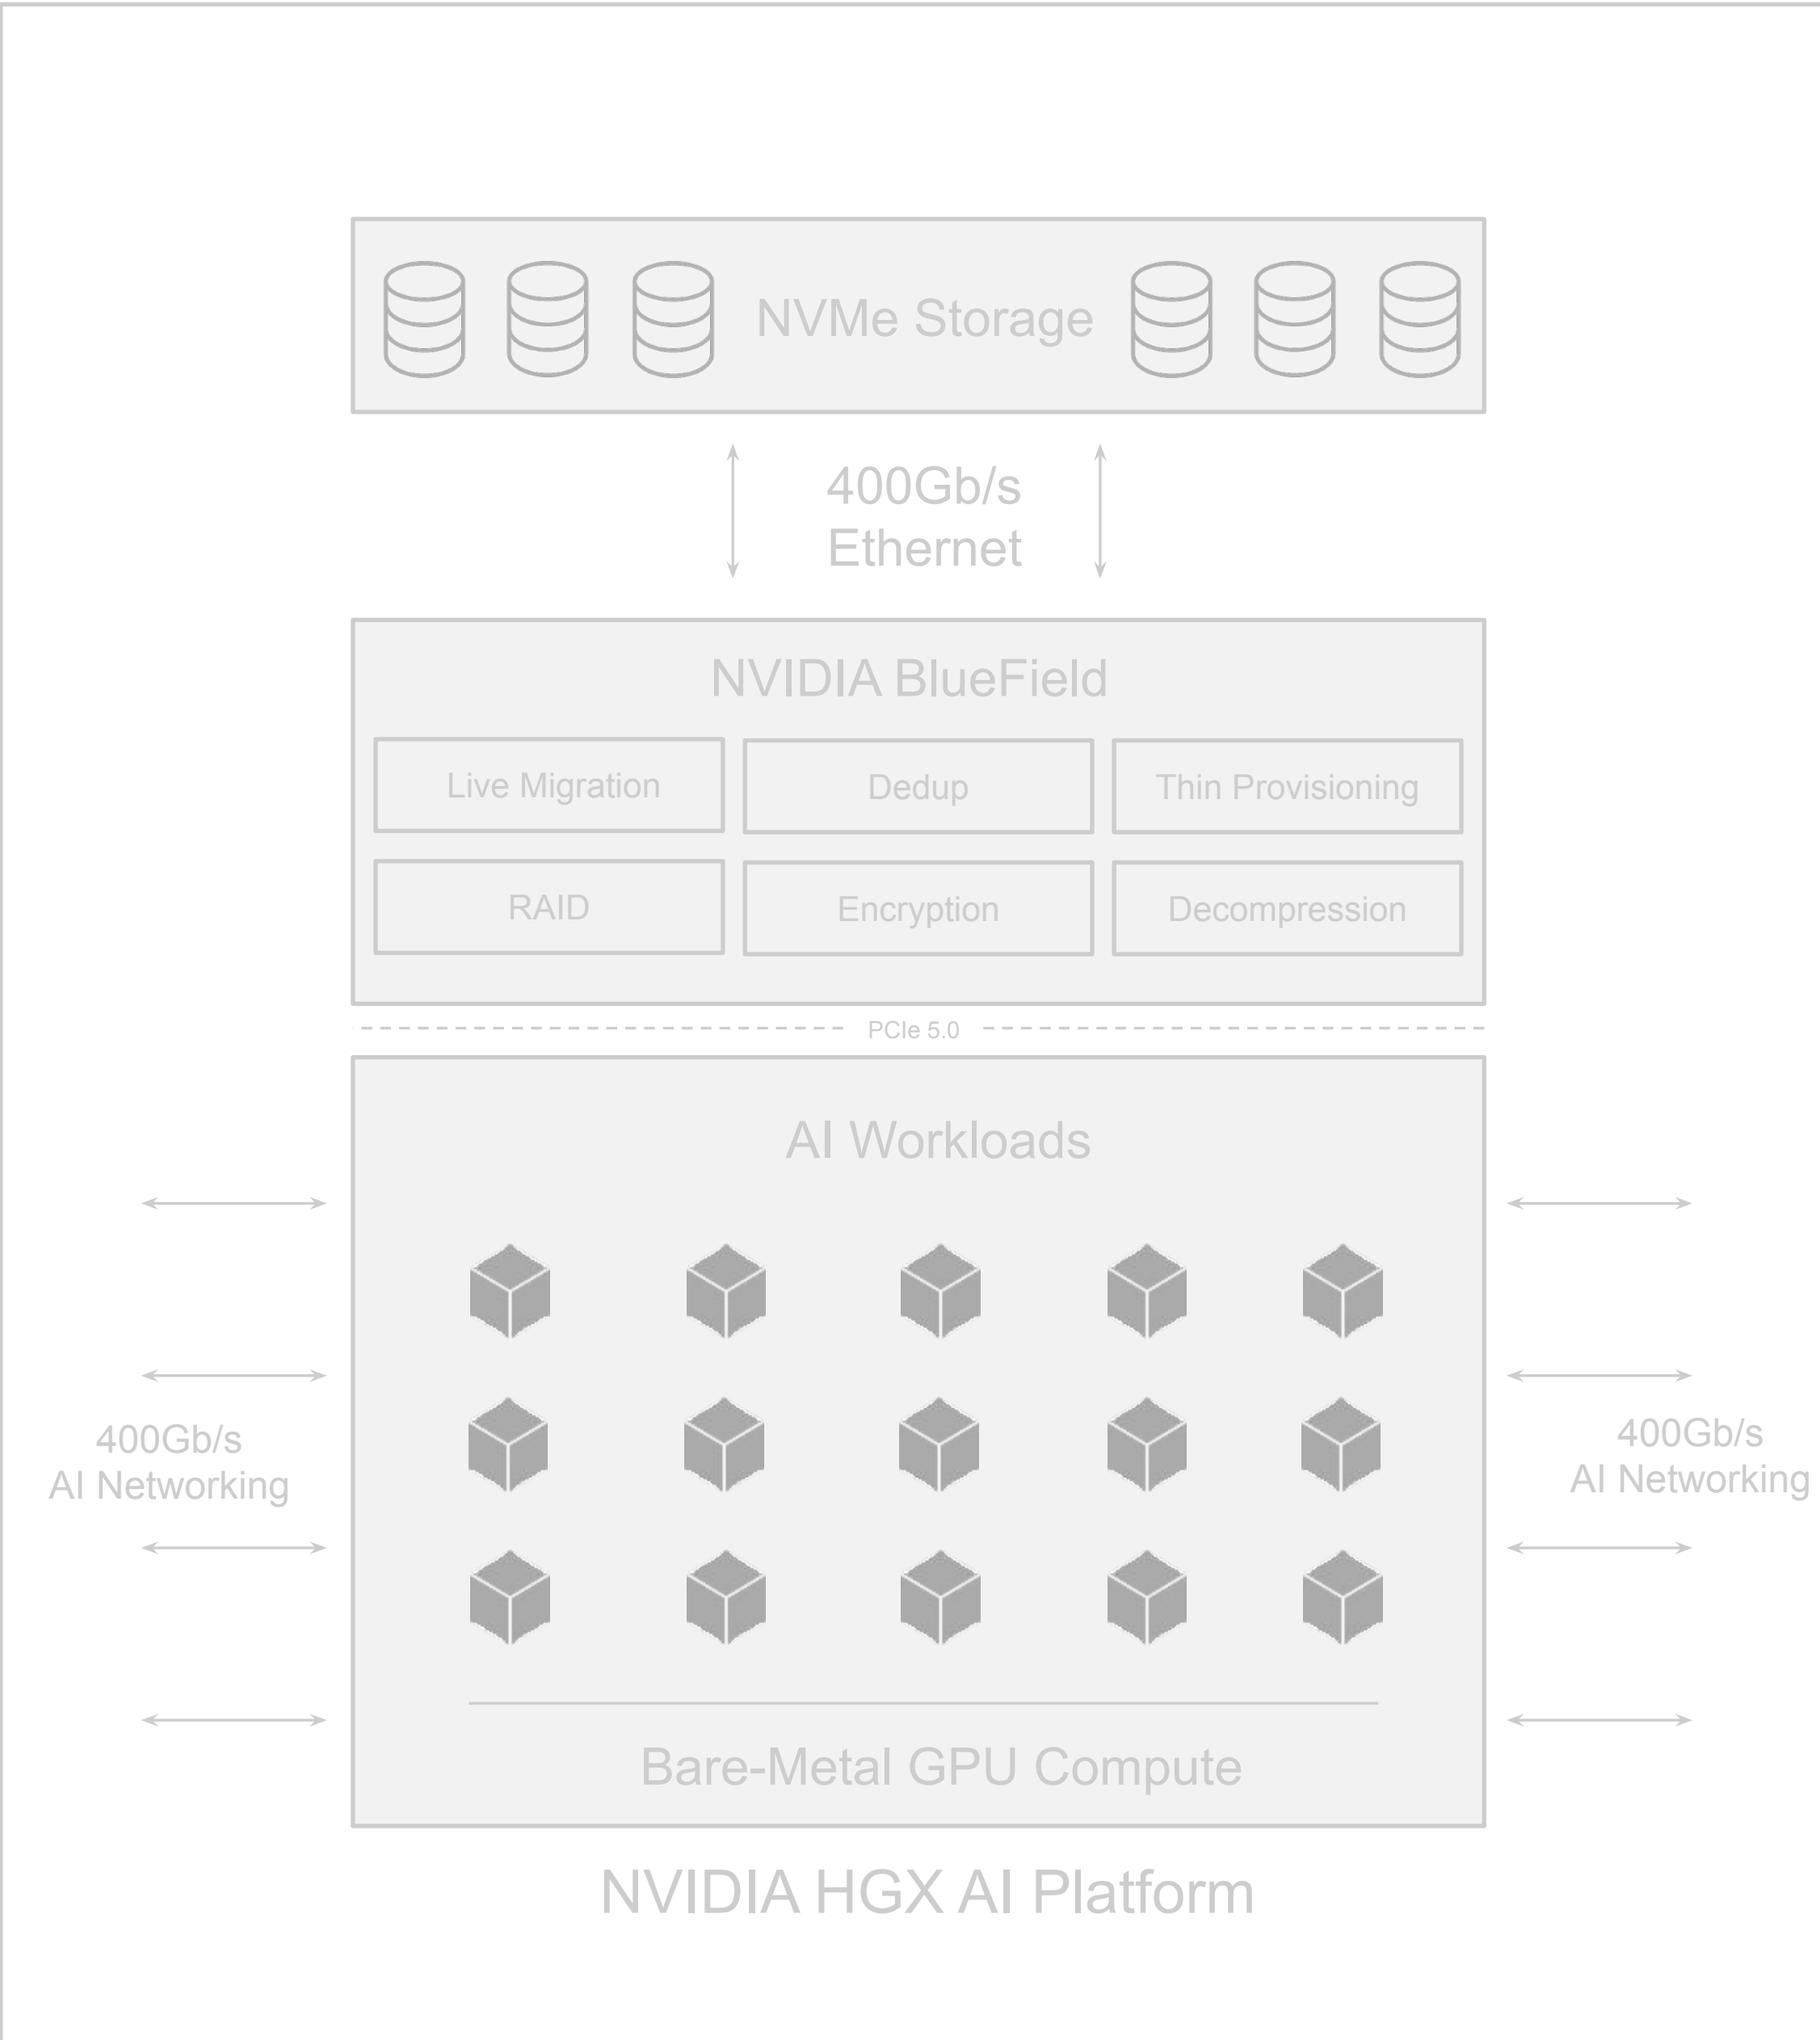 NVMe Storage
400Gb/s
Ethernet
NVIDIA BlueField
Live Migration
Dedup
Thin Provisioning
RAID
Encryption
Decompression
PCIe 5.0
AI Workloads
400Gb/s
AI Networking
400Gb/s
AI Networking
Bare-Metal GPU Compute
NVIDIA HGX AI Platform